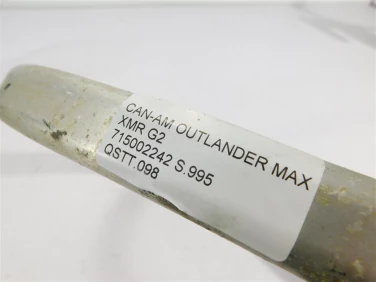 CAN-AM OUTLANDER MAX
XMR G2
715002242 S.995
QSTT.098